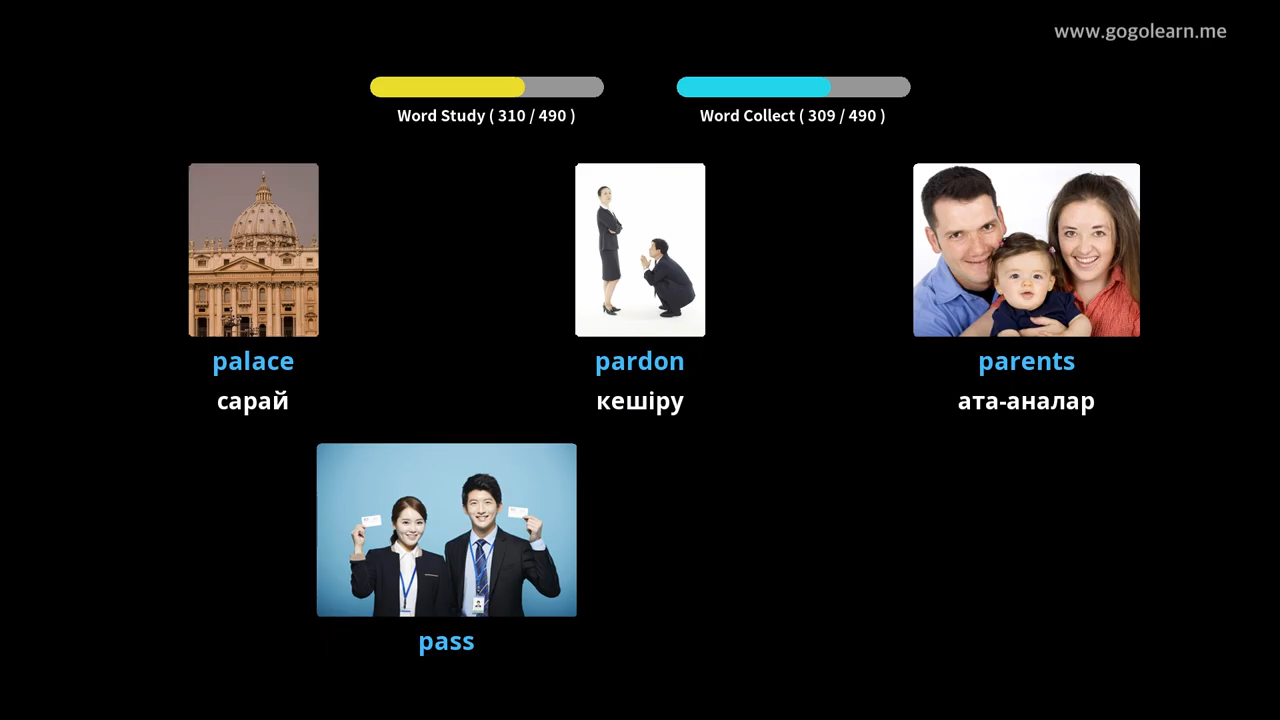 www.gogolearn.me
Word Study ( 310 / 490 )
Word Collect ( 309 / 490 )
palace
pardon
parents
сарай
кешіру
ата-аналар
pass